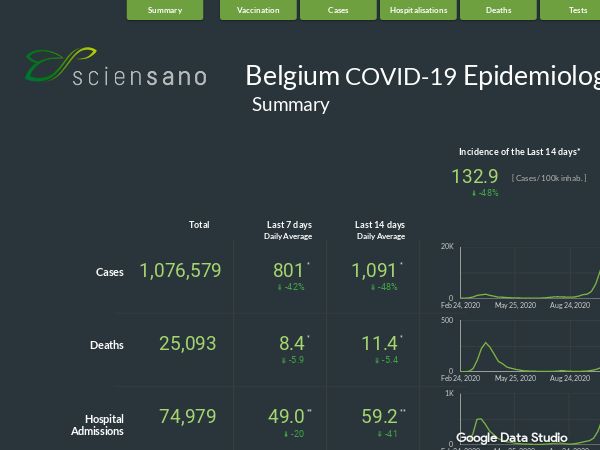 Summary Vaccination Cases Hospitalisations Deaths Tests
sciensano
Belgium COVID-19 Epidemiolog
Summary
Incidence of the Last 14 days*
132.9 [ Cases/100k inhab. ]
-48%
Total Last 7 days Last 14 days
Daily Average Daily Average
Cases 1,076,579 801* 1,091*
-42% -48%
20K
0
Feb 24, 2020 May 25, 2020 Aug 24, 2020
Deaths 25,093 8.4* 11.4*
-5.9 -5.4
500
0
Feb 24, 2020 May 25, 2020 Aug 24, 2020
Hospital Admissions 74,979 49.0** 59.2**
-20 -41
1K
0
Google Data Studio